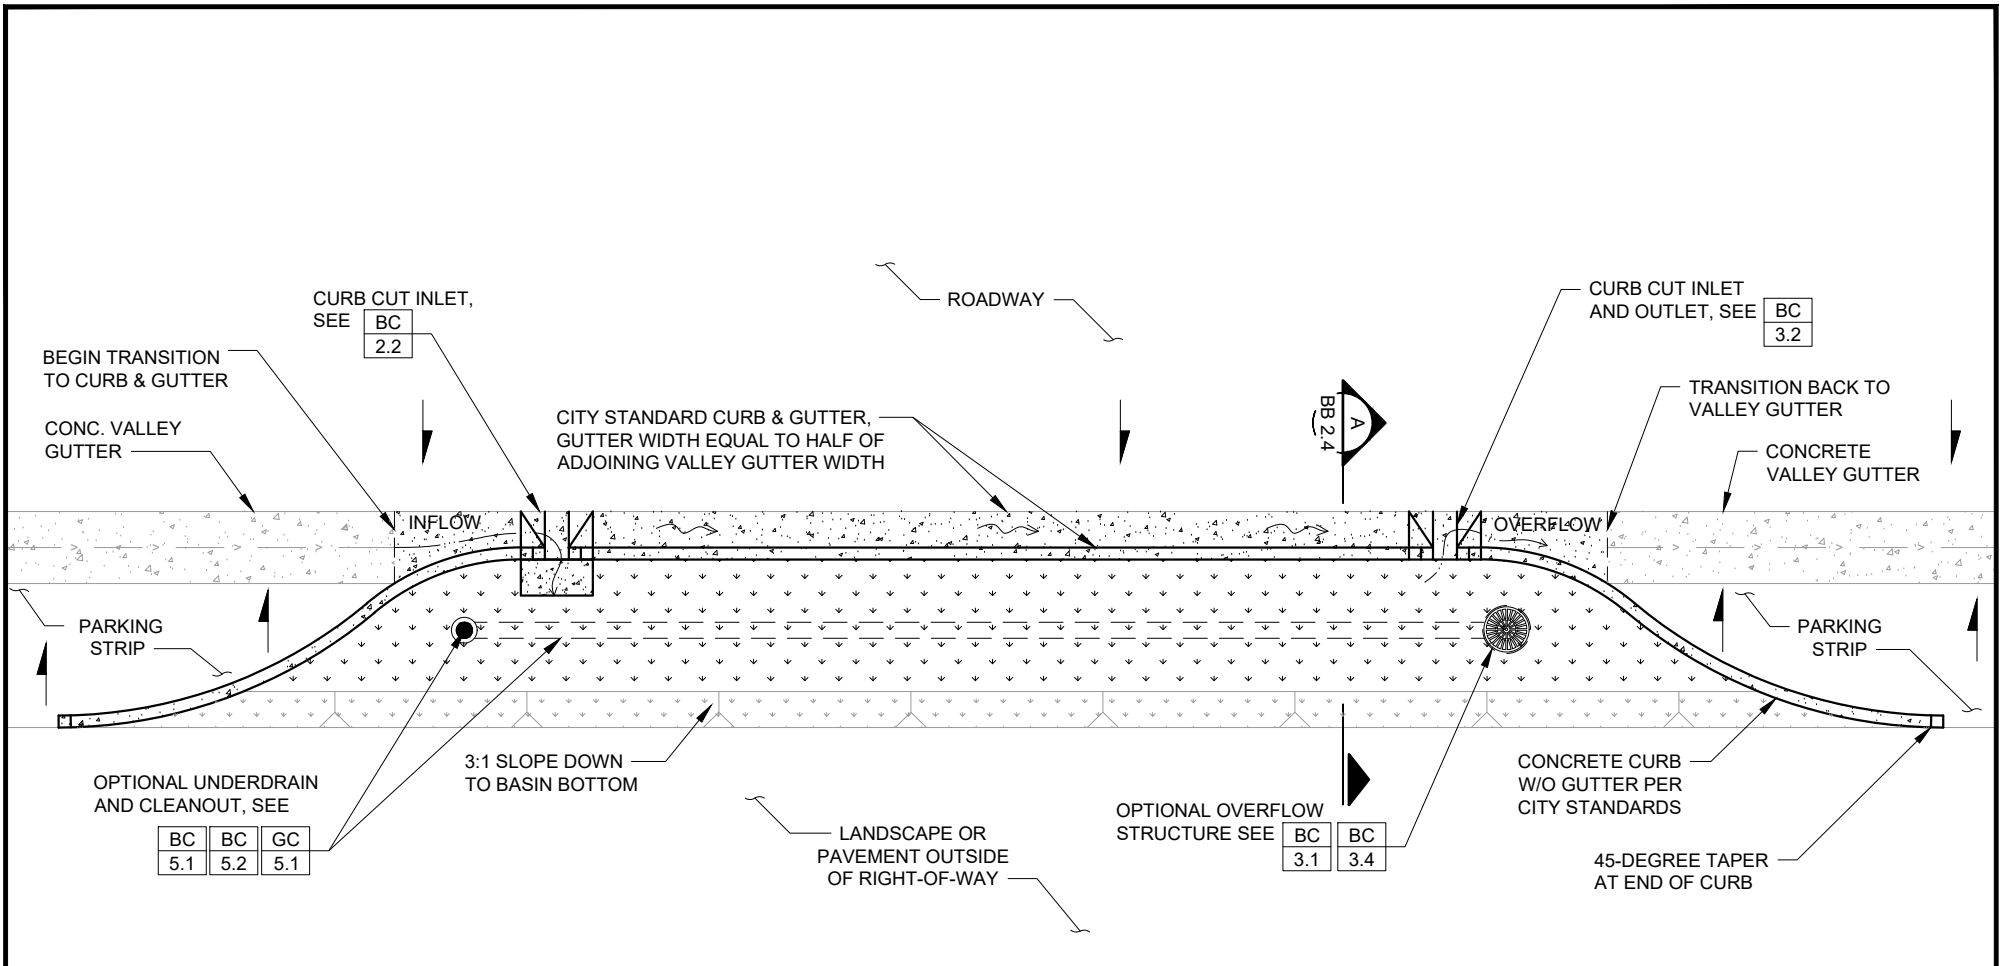 CURB CUT INLET,
SEE
BC
2.2
ROADWAY
CURB CUT INLET
AND OUTLET, SEE
BC
3.2
BEGIN TRANSITION
TO CURB & GUTTER
CONC. VALLEY
GUTTER
CITY STANDARD CURB & GUTTER,
GUTTER WIDTH EQUAL TO HALF OF
ADJOINING VALLEY GUTTER WIDTH
A
BB 2.4
TRANSITION BACK TO
VALLEY GUTTER
CONCRETE
VALLEY GUTTER
INFLOW
OVERFLOW
PARKING
STRIP
PARKING
STRIP
OPTIONAL UNDERDRAIN
AND CLEANOUT, SEE
BC BC GC
5.1 5.2 5.1
3:1 SLOPE DOWN
TO BASIN BOTTOM
LANDSCAPE OR
PAVEMENT OUTSIDE
OF RIGHT-OF-WAY
OPTIONAL OVERFLOW
STRUCTURE SEE
BC BC
3.1 3.4
CONCRETE CURB
W/O GUTTER PER
CITY STANDARDS
45-DEGREE TAPER
AT END OF CURB